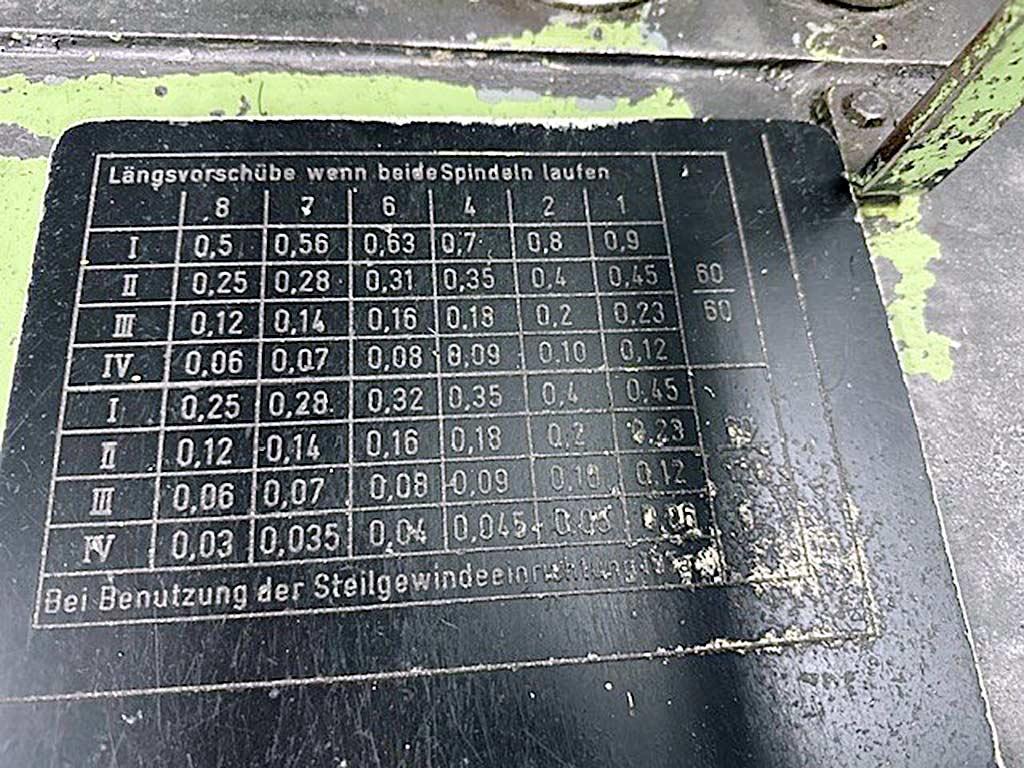 Längsvorschübe wenn beide Spindeln laufen
8 7 6 4 2 1
I 0,5 0,56 0,63 0,7 0,8 0,9
II 0,25 0,28 0,31 0,35 0,4 0,45 60
III 0,12 0,14 0,16 0,18 0,2 0,23 60
IV 0,06 0,07 0,08 0,09 0,10 0,12
I 0,25 0,28 0,32 0,35 0,4 0,45
II 0,12 0,14 0,16 0,18 0,2 0,23
III 0,06 0,07 0,08 0,09 0,12
IV 0,03 0,035 0,04 0,045 0,05 0,06
Bei Benutzung der Steilgewindeeinrichtung